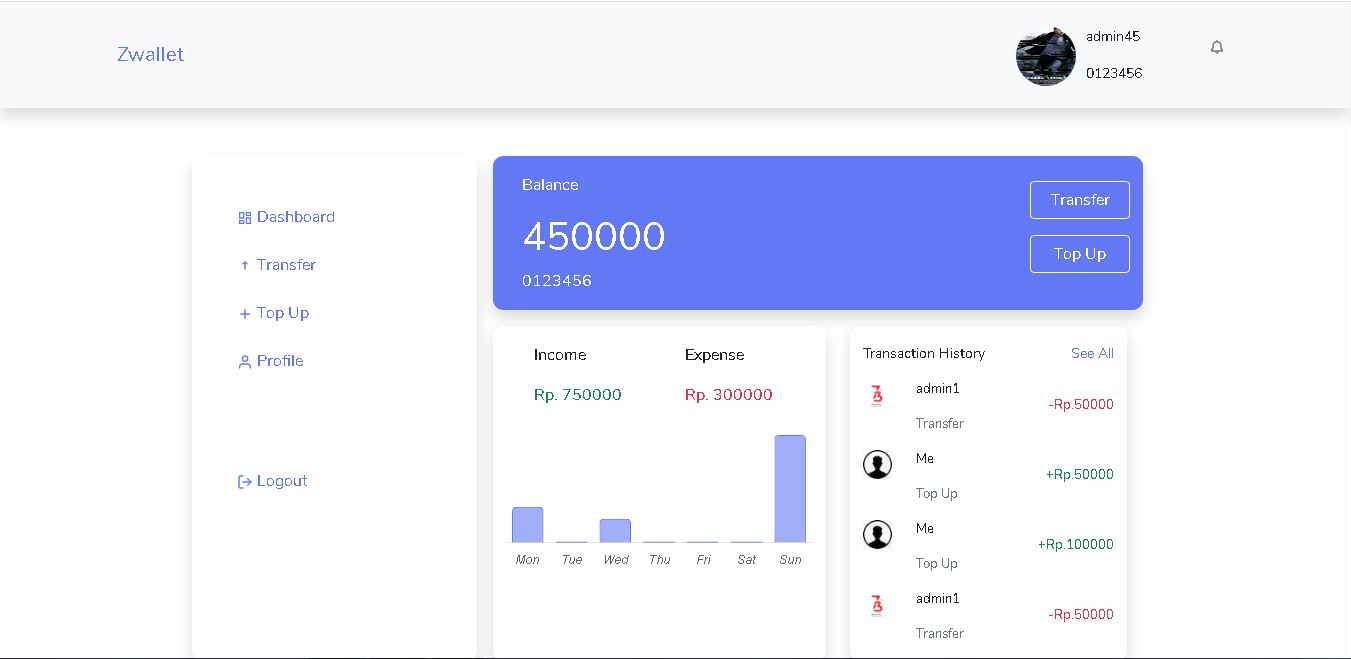 Zwallet
admin45
0123456
Dashboard
Transfer
Top Up
Profile
Logout
Balance
450000
0123456
Transfer
Top Up
Income
Expense
Rp. 750000
Rp. 300000
Mon Tue Wed Thu Fri Sat Sun
Transaction History
See All
admin1
Transfer
-Rp.50000
Me
Top Up
+Rp.50000
Me
Top Up
+Rp.100000
admin1
Transfer
-Rp.50000